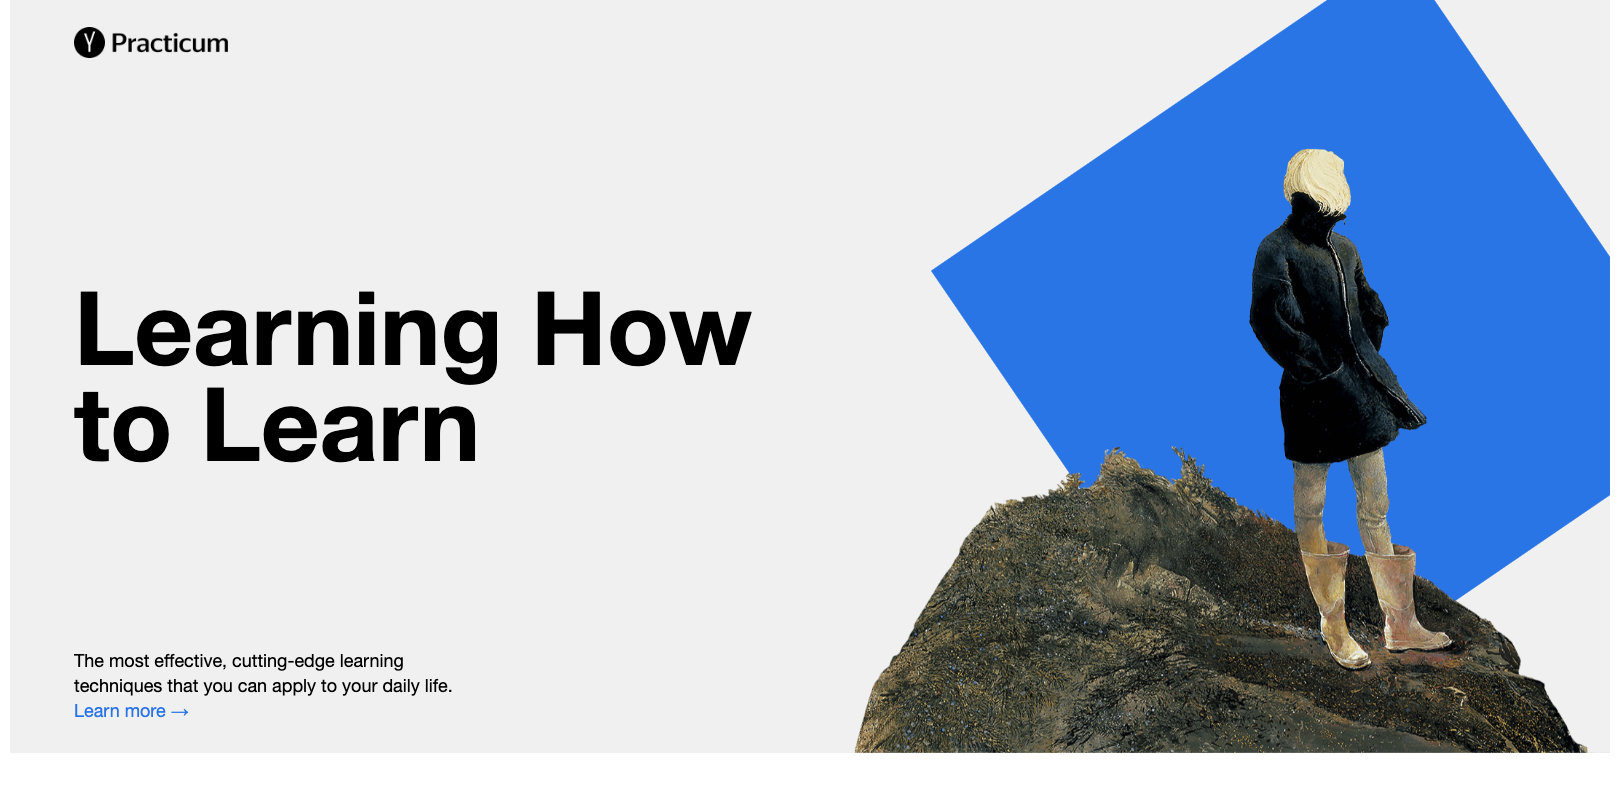 Practicum
Learning How
to Learn
The most effective, cutting-edge learning
techniques that you can apply to your daily life.
Learn more →